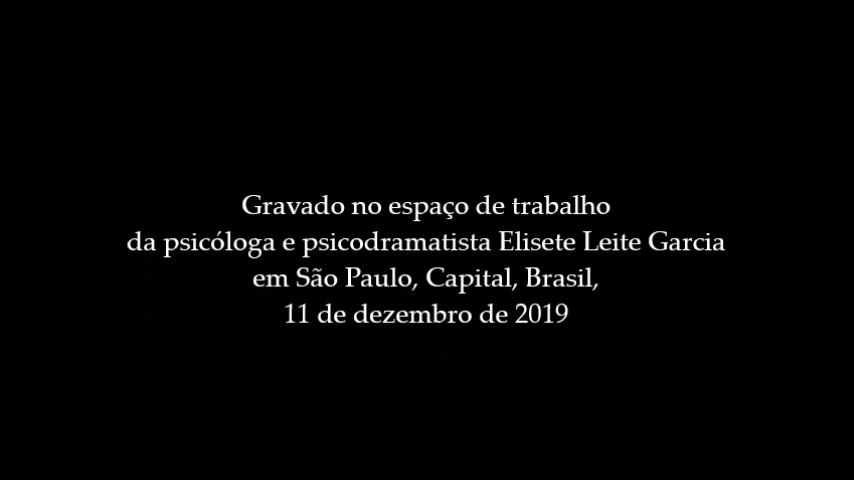 Gravado no espaço de trabalho
da psicóloga e psicodramatista Elisete Leite Garcia
em São Paulo, Capital, Brasil,
11 de dezembro de 2019